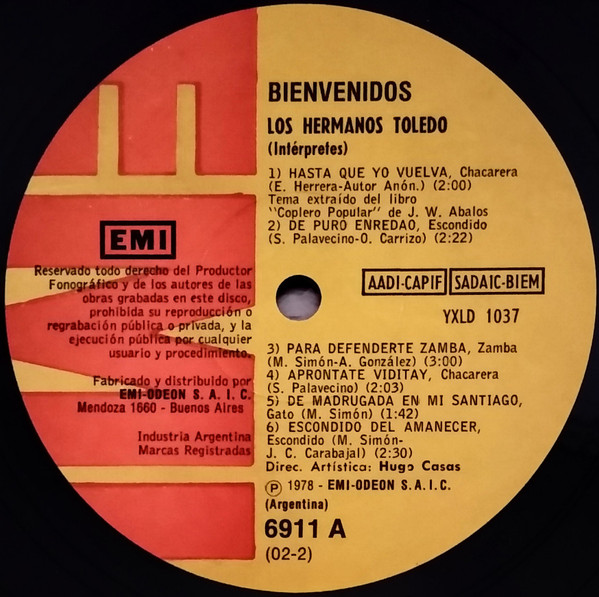 BIENVENIDOS
LOS HERMANOS TOLEDO
(Intérpretes)
1) HASTA QUE YO VUELVA, Chacarera
(E. Herrera-Autor Anón.) (2:00)
Tema extraído del libro
"Coplero Popular" de J. W. Abalos
2) DE PURO ENREDAO, Escondido
(S. Palavecino-O. Carrizo) (2:22)
EMI
Reservado todo derecho del Productor
Fonográfico y de los autores de las
obras grabadas en este disco,
prohibida su reproducción o
regrabación pública o privada, y la
ejecución pública por cualquier
usuario y procedimiento.
Fabricado y distribuido por
EMI-ODEON S. A. I. C.
Mendoza 1660 - Buenos Aires
Industria Argentina
Marcas Registradas
AADI-CAPIF SADAIC-BIEM
YXLD 1037
3) PARA DEFENDERTE ZAMBA, Zamba
(M. Simón-A. González) (3:00)
4) APRONTATE VIDITAY, Chacarera
(S. Palavecino) (2:03)
5) DE MADRUGADA EN MI SANTIAGO,
Gato (M. Simón) (1:42)
6) ESCONDIDO DEL AMANECER,
Escondido (M. Simón-
J. C. Carabajal) (2:30)
Direc. Artística: Hugo Casas
Ⓟ 1978 - EMI-ODEON S. A. I. C.
(Argentina)
6911 A
(02-2)